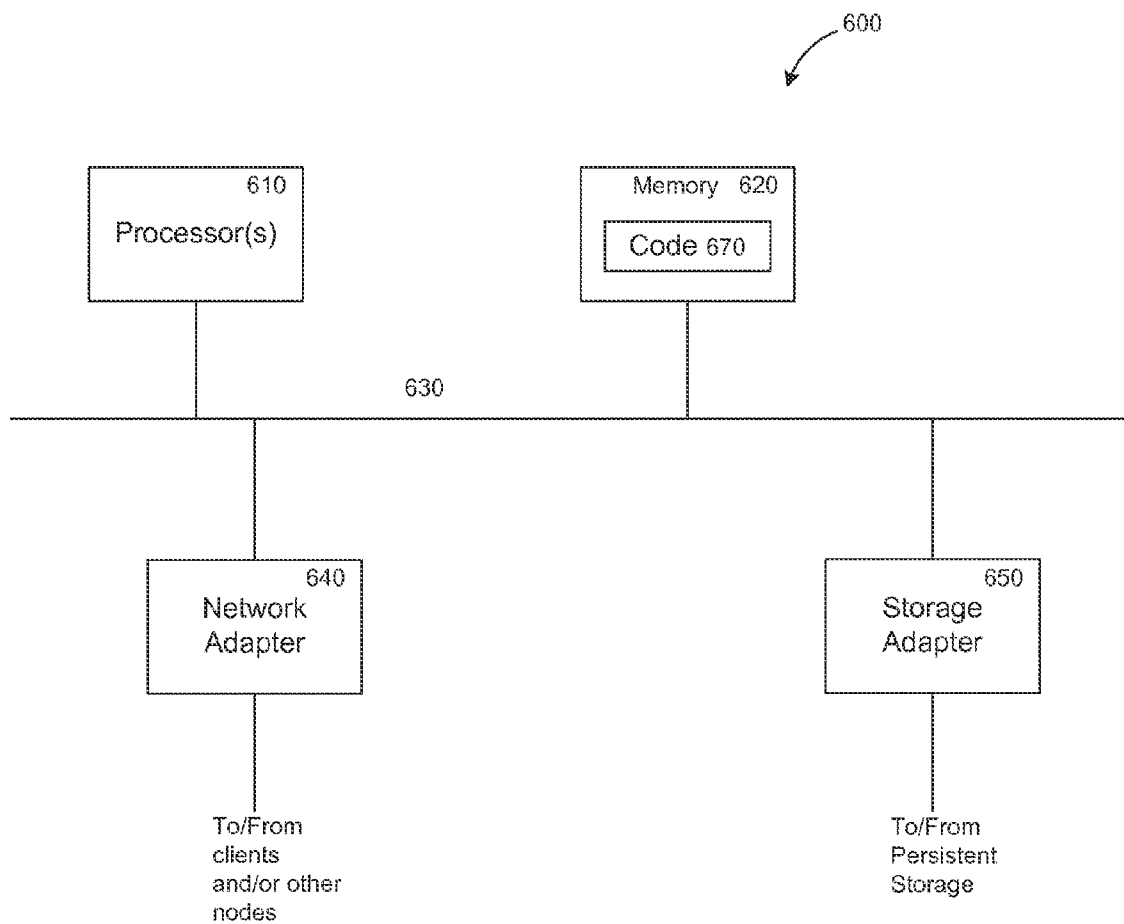 600
610
Processor(s)
Memory 620
Code 670
630
640
Network
Adapter
650
Storage
Adapter
To/From
clients
and/or other
nodes
To/From
Persistent
Storage